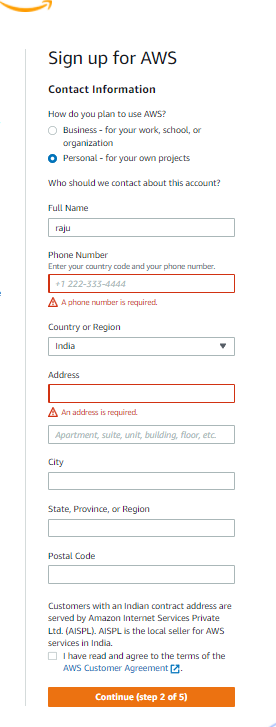 Sign up for AWS
Contact Information
How do you plan to use AWS?
Business - for your work, school, or
organization
Personal - for your own projects
Who should we contact about this account?
Full Name
raju
Phone Number
Enter your country code and your phone number.
+1 222-333-4444
A phone number is required.
Country or Region
India
Address
An address is required.
Apartment, suite, unit, building, floor, etc.
City
State, Province, or Region
Postal Code
Customers with an Indian contract address are
served by Amazon Internet Services Private
Ltd. (AISPL). AISPL is the local seller for AWS
services in India.
I have read and agree to the terms of the
AWS Customer Agreement
Continue (step 2 of 5)